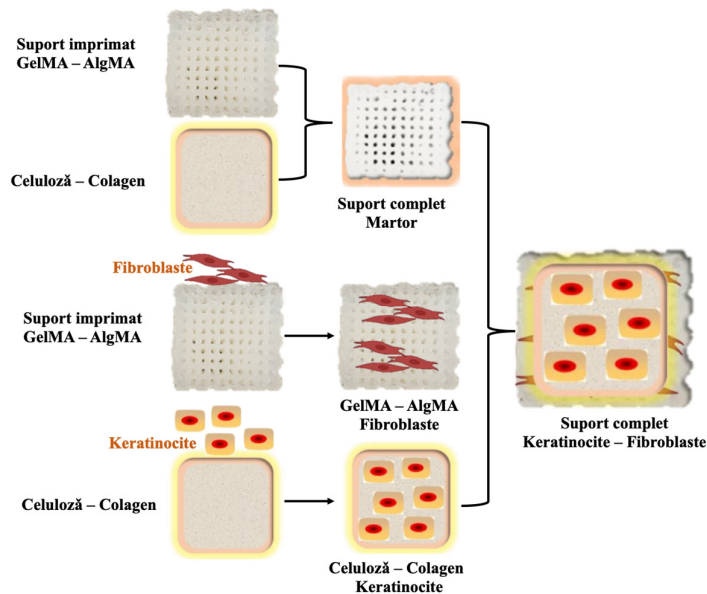 Suport imprimat
GelMA – AlgMA
Celuloză – Colagen
Suport complet
Martor
Fibroblaste
Suport imprimat
GelMA – AlgMA
GelMA – AlgMA
Fibroblaste
Keratinocite
Celuloză – Colagen
Celuloză – Colagen
Keratinocite
Suport complet
Keratinocite – Fibroblaste